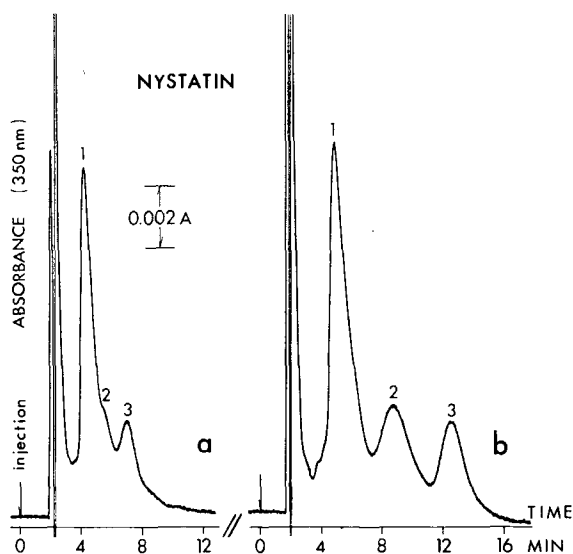 NYSTATIN
ABSORBANCE (350 nm)
injection
0.002 A
1
2
3
a
1
2
3
b
0 4 8 12 // 0 4 8 12 16
TIME
MIN